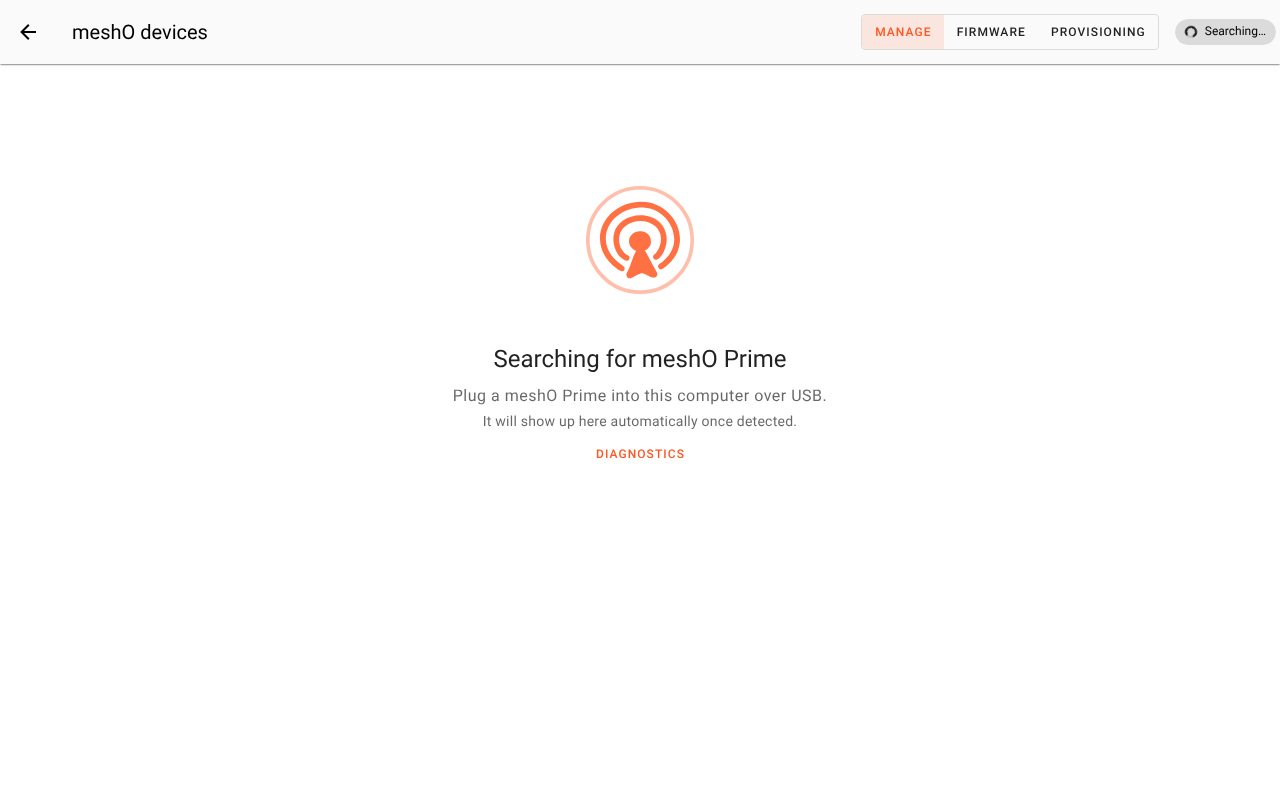 meshO devices
MANAGE
FIRMWARE
PROVISIONING
Searching…
Searching for meshO Prime
Plug a meshO Prime into this computer over USB.
It will show up here automatically once detected.
DIAGNOSTICS